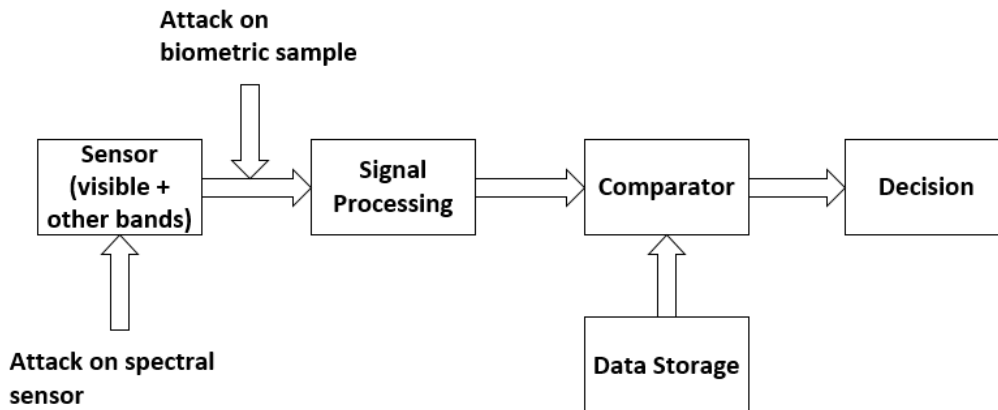 Attack on
biometric sample
Sensor
(visible +
other bands)
Signal
Processing
Comparator
Decision
Attack on spectral
sensor
Data Storage